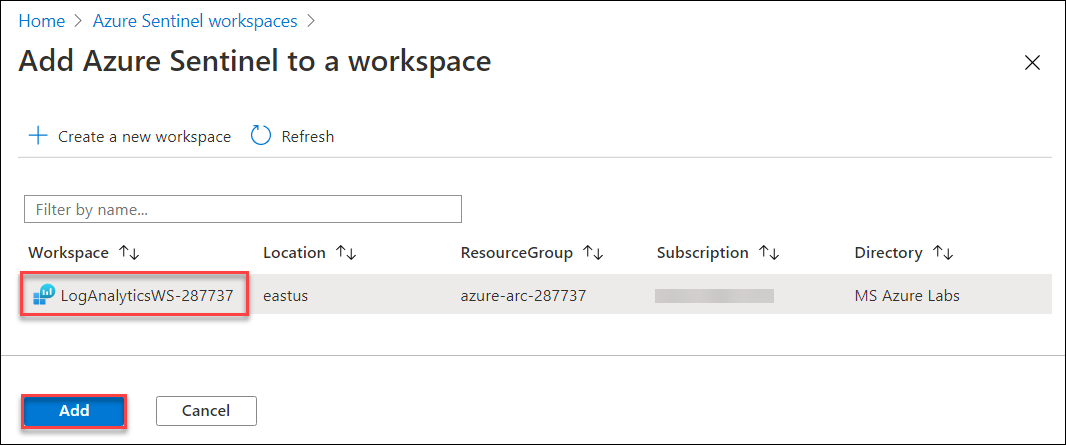 Home > Azure Sentinel workspaces >
Add Azure Sentinel to a workspace
Create a new workspace Refresh
Filter by name...
Workspace Location ResourceGroup Subscription Directory
LogAnalyticsWS-287737 eastus azure-arc-287737 MS Azure Labs
Add Cancel